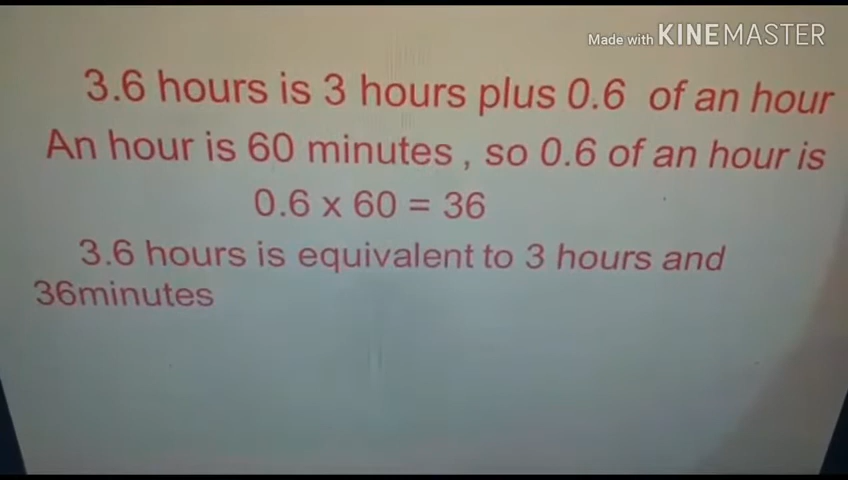 Made with KINEMASTER
3.6 hours is 3 hours plus 0.6 of an hour
An hour is 60 minutes , so 0.6 of an hour is
0.6 x 60 = 36
3.6 hours is equivalent to 3 hours and
36minutes